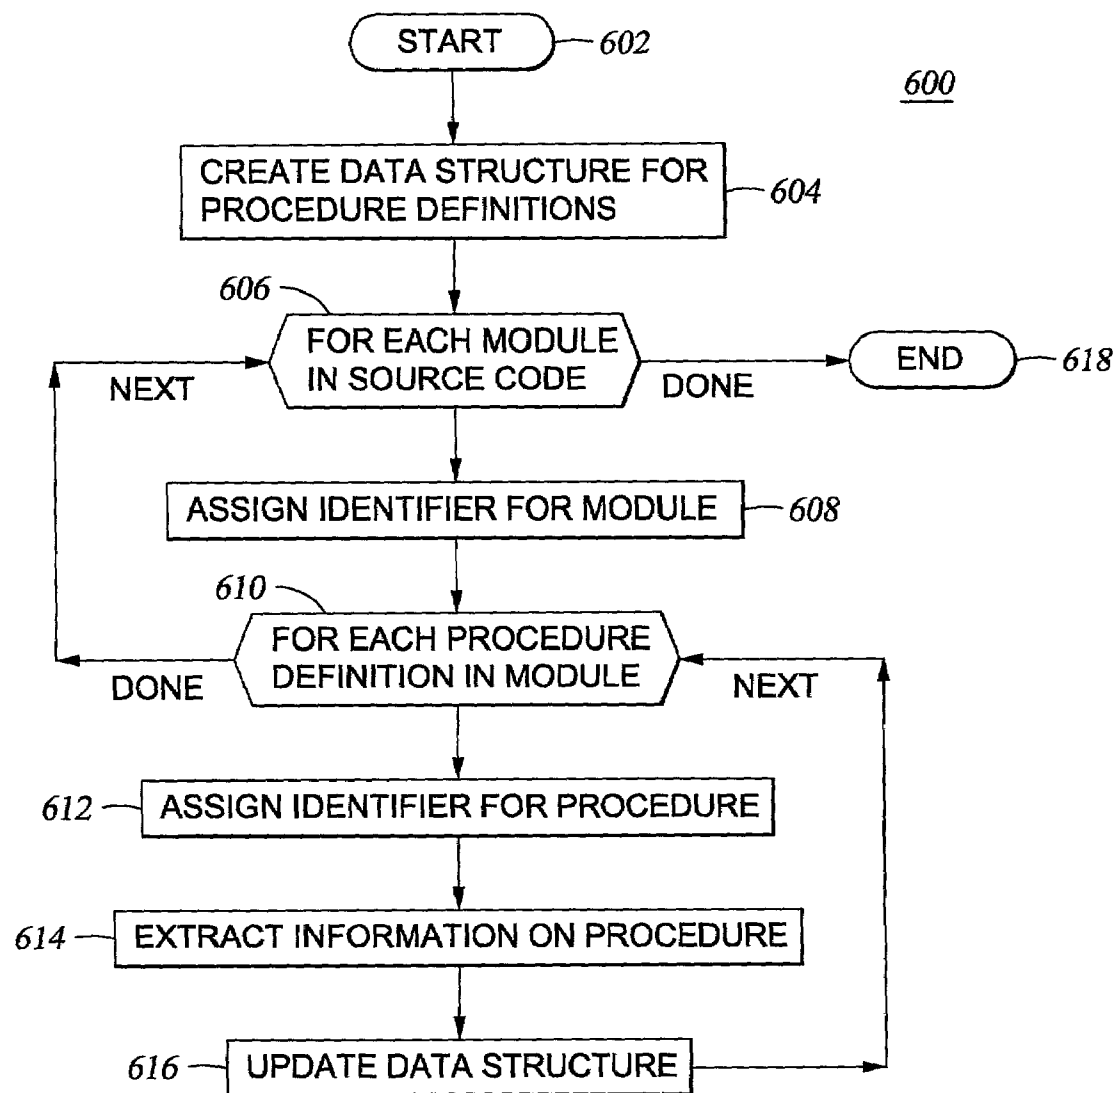 START
602
600
CREATE DATA STRUCTURE FOR
PROCEDURE DEFINITIONS
604
606
FOR EACH MODULE
IN SOURCE CODE
NEXT
DONE
END
618
ASSIGN IDENTIFIER FOR MODULE
608
610
FOR EACH PROCEDURE
DEFINITION IN MODULE
DONE
NEXT
612
ASSIGN IDENTIFIER FOR PROCEDURE
614
EXTRACT INFORMATION ON PROCEDURE
616
UPDATE DATA STRUCTURE